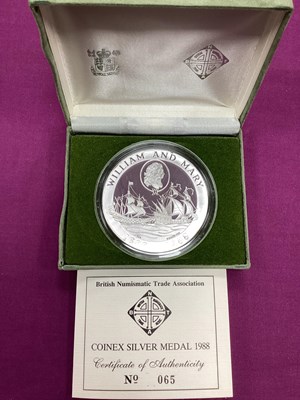 WILLIAM AND MARY
British Numismatic Trade Association
COINEX SILVER MEDAL 1988
Certificate of Authenticity
No 065